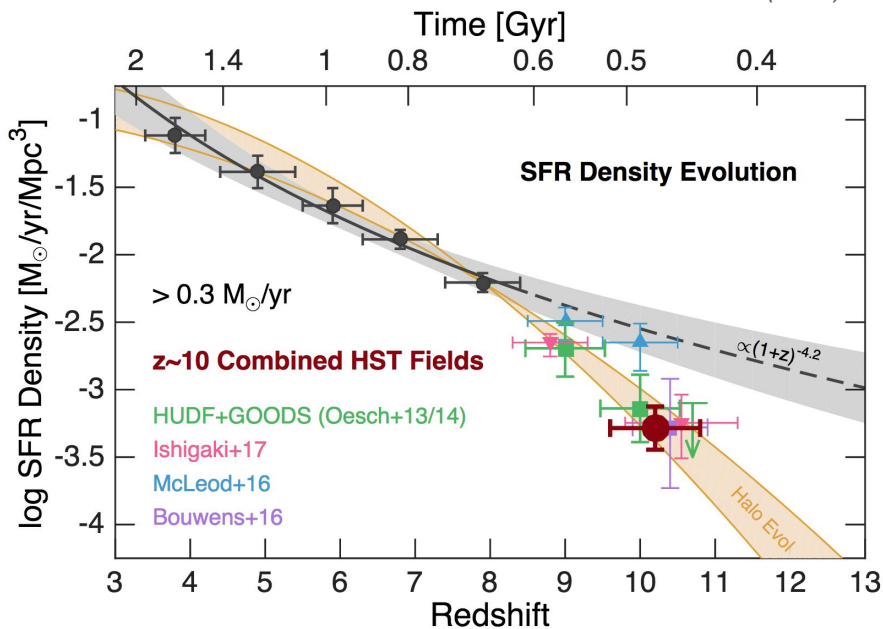 Time [Gyr]
2 1.4 1 0.8 0.6 0.5 0.4
-1
-1.5
-2
-2.5
-3
-3.5
-4
log SFR Density [M☉/yr/Mpc³]
SFR Density Evolution
> 0.3 M☉/yr
z~10 Combined HST Fields
HUDF+GOODS (Oesch+13/14)
Ishigaki+17
McLeod+16
Bouwens+16
∝(1+z)⁻⁴·²
Halo Evol
3 4 5 6 7 8 9 10 11 12 13
Redshift